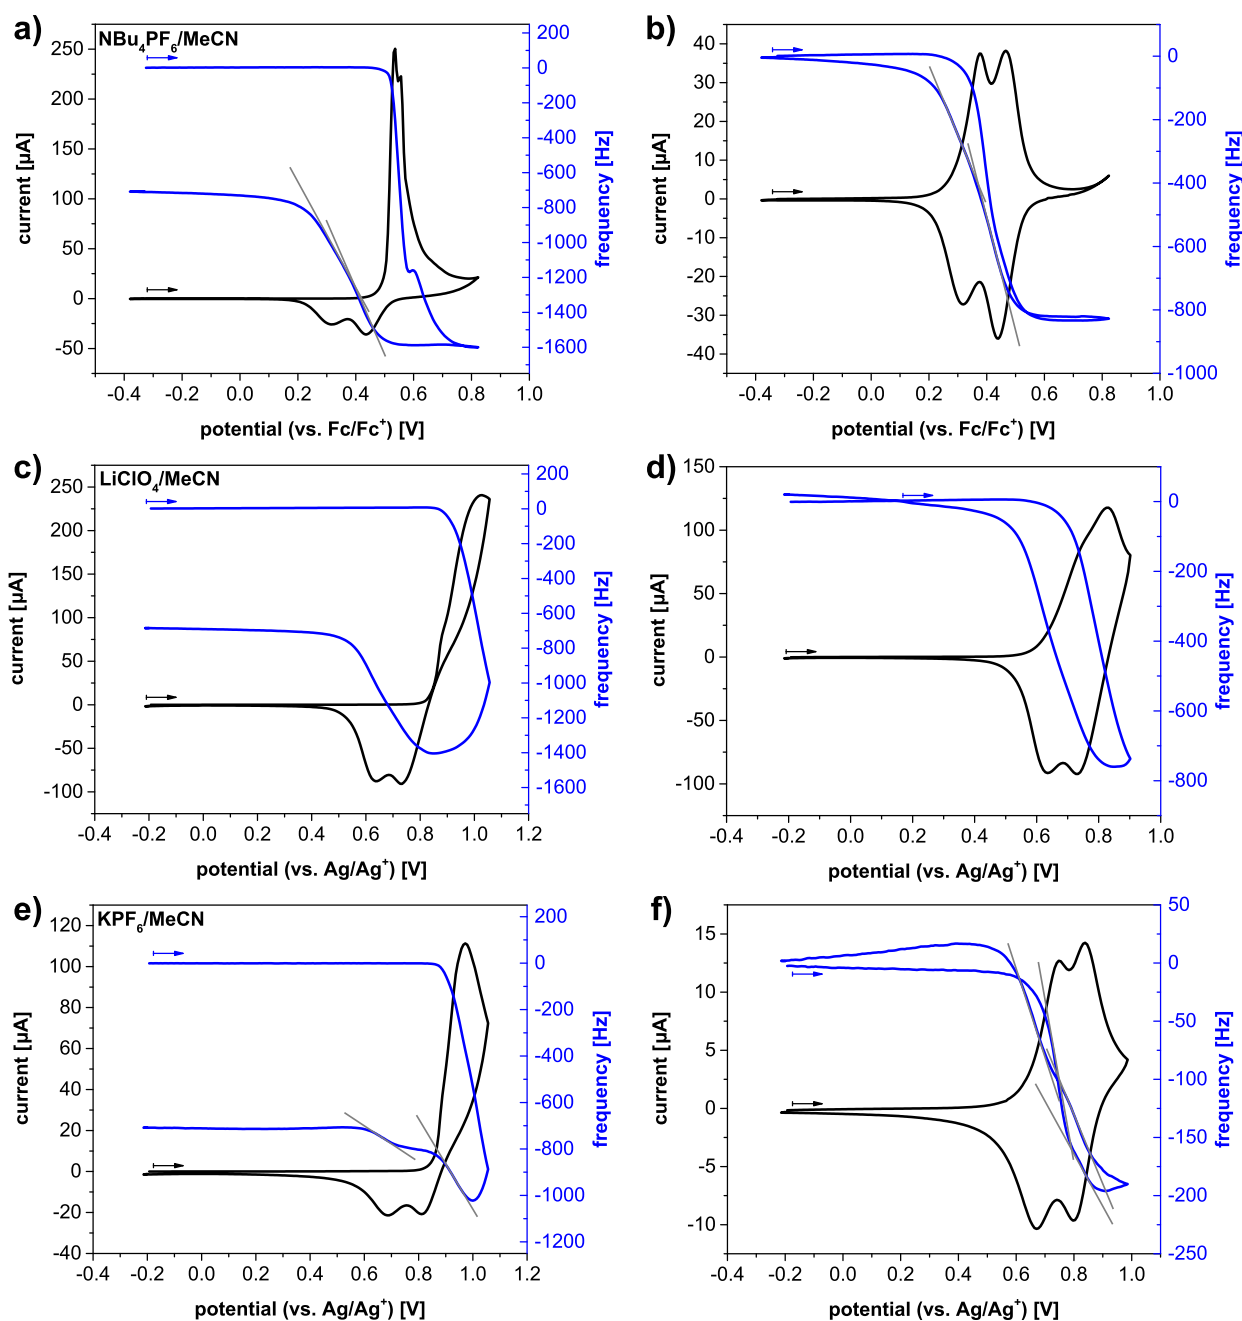 a)
NBu₄PF₆/MeCN
250
200
150
100
50
0
-50
current [µA]
200
0
-200
-400
-600
-800
-1000
-1200
-1400
-1600
frequency [Hz]
-0.4 -0.2 0.0 0.2 0.4 0.6 0.8 1.0
potential (vs. Fc/Fc⁺) [V]
b)
40
30
20
10
0
-10
-20
-30
-40
current [µA]
0
-200
-400
-600
-800
-1000
frequency [Hz]
-0.4 -0.2 0.0 0.2 0.4 0.6 0.8 1.0
potential (vs. Fc/Fc⁺) [V]
c)
LiClO₄/MeCN
250
225
200
175
150
125
100
75
50
25
0
-25
-50
-75
-100
current [µA]
200
0
-200
-400
-600
-800
-1000
-1200
-1400
-1600
frequency [Hz]
-0.4 -0.2 0.0 0.2 0.4 0.6 0.8 1.0 1.2
potential (vs. Ag/Ag⁺) [V]
d)
150
100
50
0
-50
-100
current [µA]
0
-200
-400
-600
-800
frequency [Hz]
-0.4 -0.2 0.0 0.2 0.4 0.6 0.8 1.0
potential (vs. Ag/Ag⁺) [V]
e)
KPF₆/MeCN
120
100
80
60
40
20
0
-20
-40
current [µA]
200
0
-200
-400
-600
-800
-1000
-1200
frequency [Hz]
-0.4 -0.2 0.0 0.2 0.4 0.6 0.8 1.0 1.2
potential (vs. Ag/Ag⁺) [V]
f)
15
10
5
0
-5
-10
current [µA]
50
0
-50
-100
-150
-200
-250
frequency [Hz]
-0.4 -0.2 0.0 0.2 0.4 0.6 0.8 1.0
potential (vs. Ag/Ag⁺) [V]